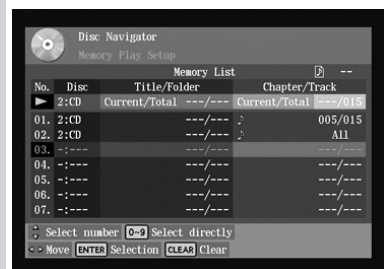 Disc Navigator
Memory Play Setup
Memory List --
No. Disc Title/Folder Chapter/Track
2:CD Current/Total ---/--- Current/Total ---/015
01. 2:CD ---/--- 005/015
02. 2:CD ---/--- All
03. -:--- ---/--- ---/---
04. -:--- ---/--- ---/---
05. -:--- ---/--- ---/---
06. -:--- ---/--- ---/---
07. -:--- ---/--- ---/---
Select number 0~9 Select directly
Move ENTER Selection CLEAR Clear